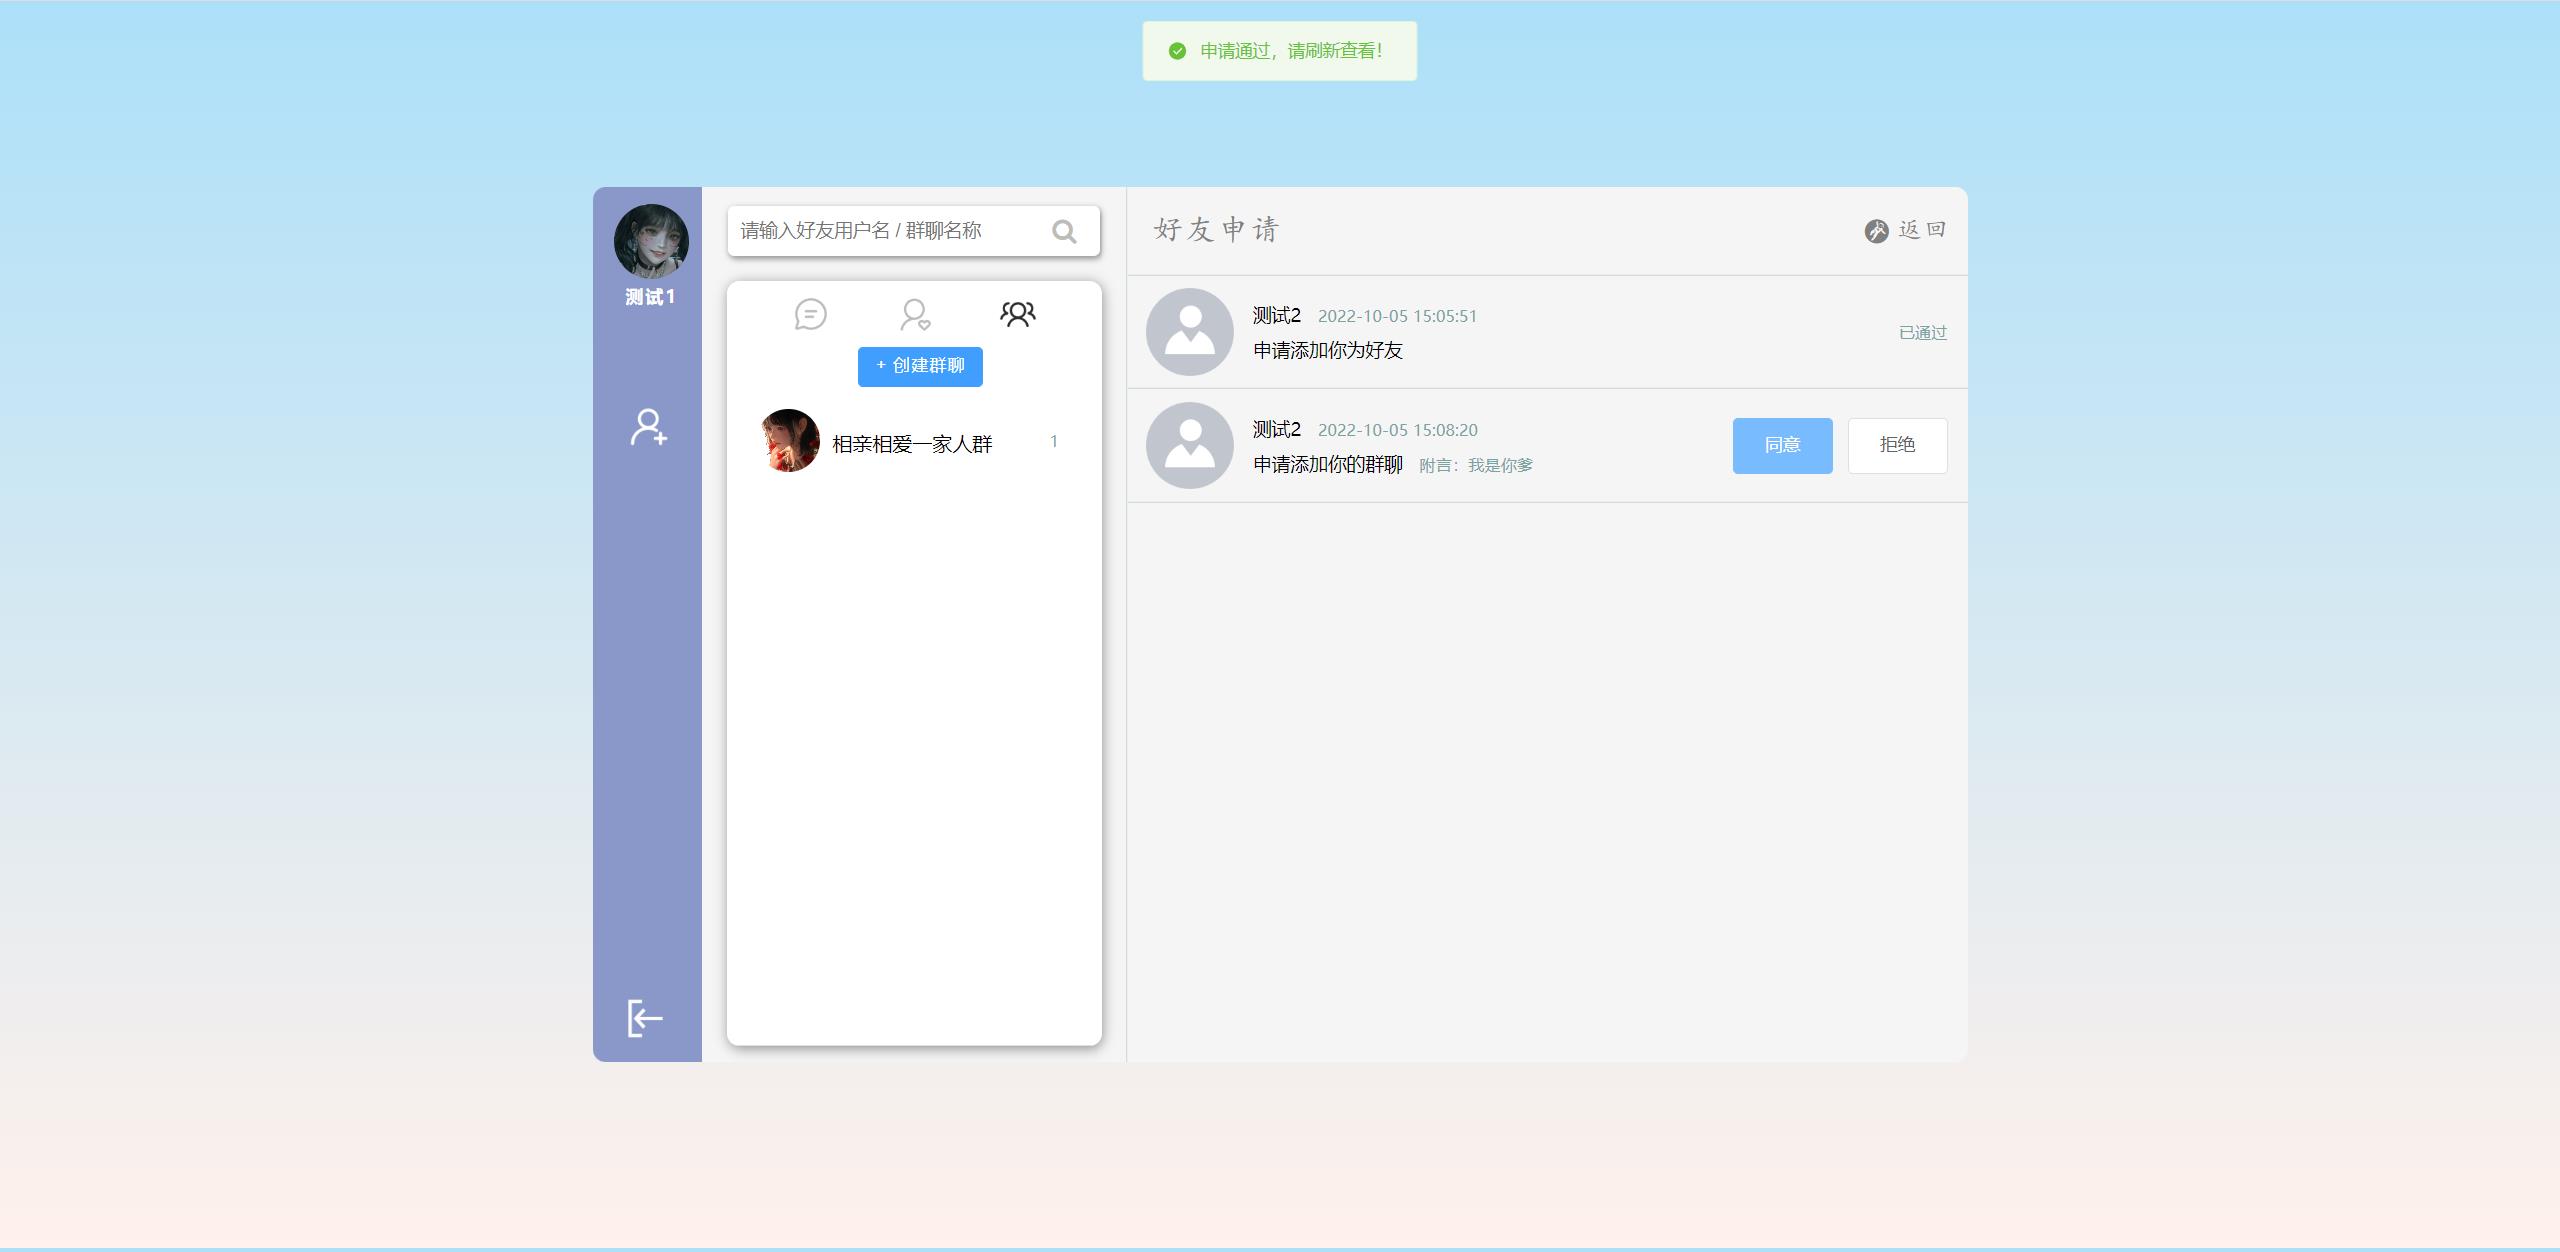 申请通过，请刷新查看！
测试1
请输入好友用户名 / 群聊名称
+ 创建群聊
相亲相爱一家人群 1
好友申请
返回
测试2 2022-10-05 15:05:51
申请添加你为好友
已通过
测试2 2022-10-05 15:08:20
申请添加你的群聊 附言：我是你爹
同意
拒绝